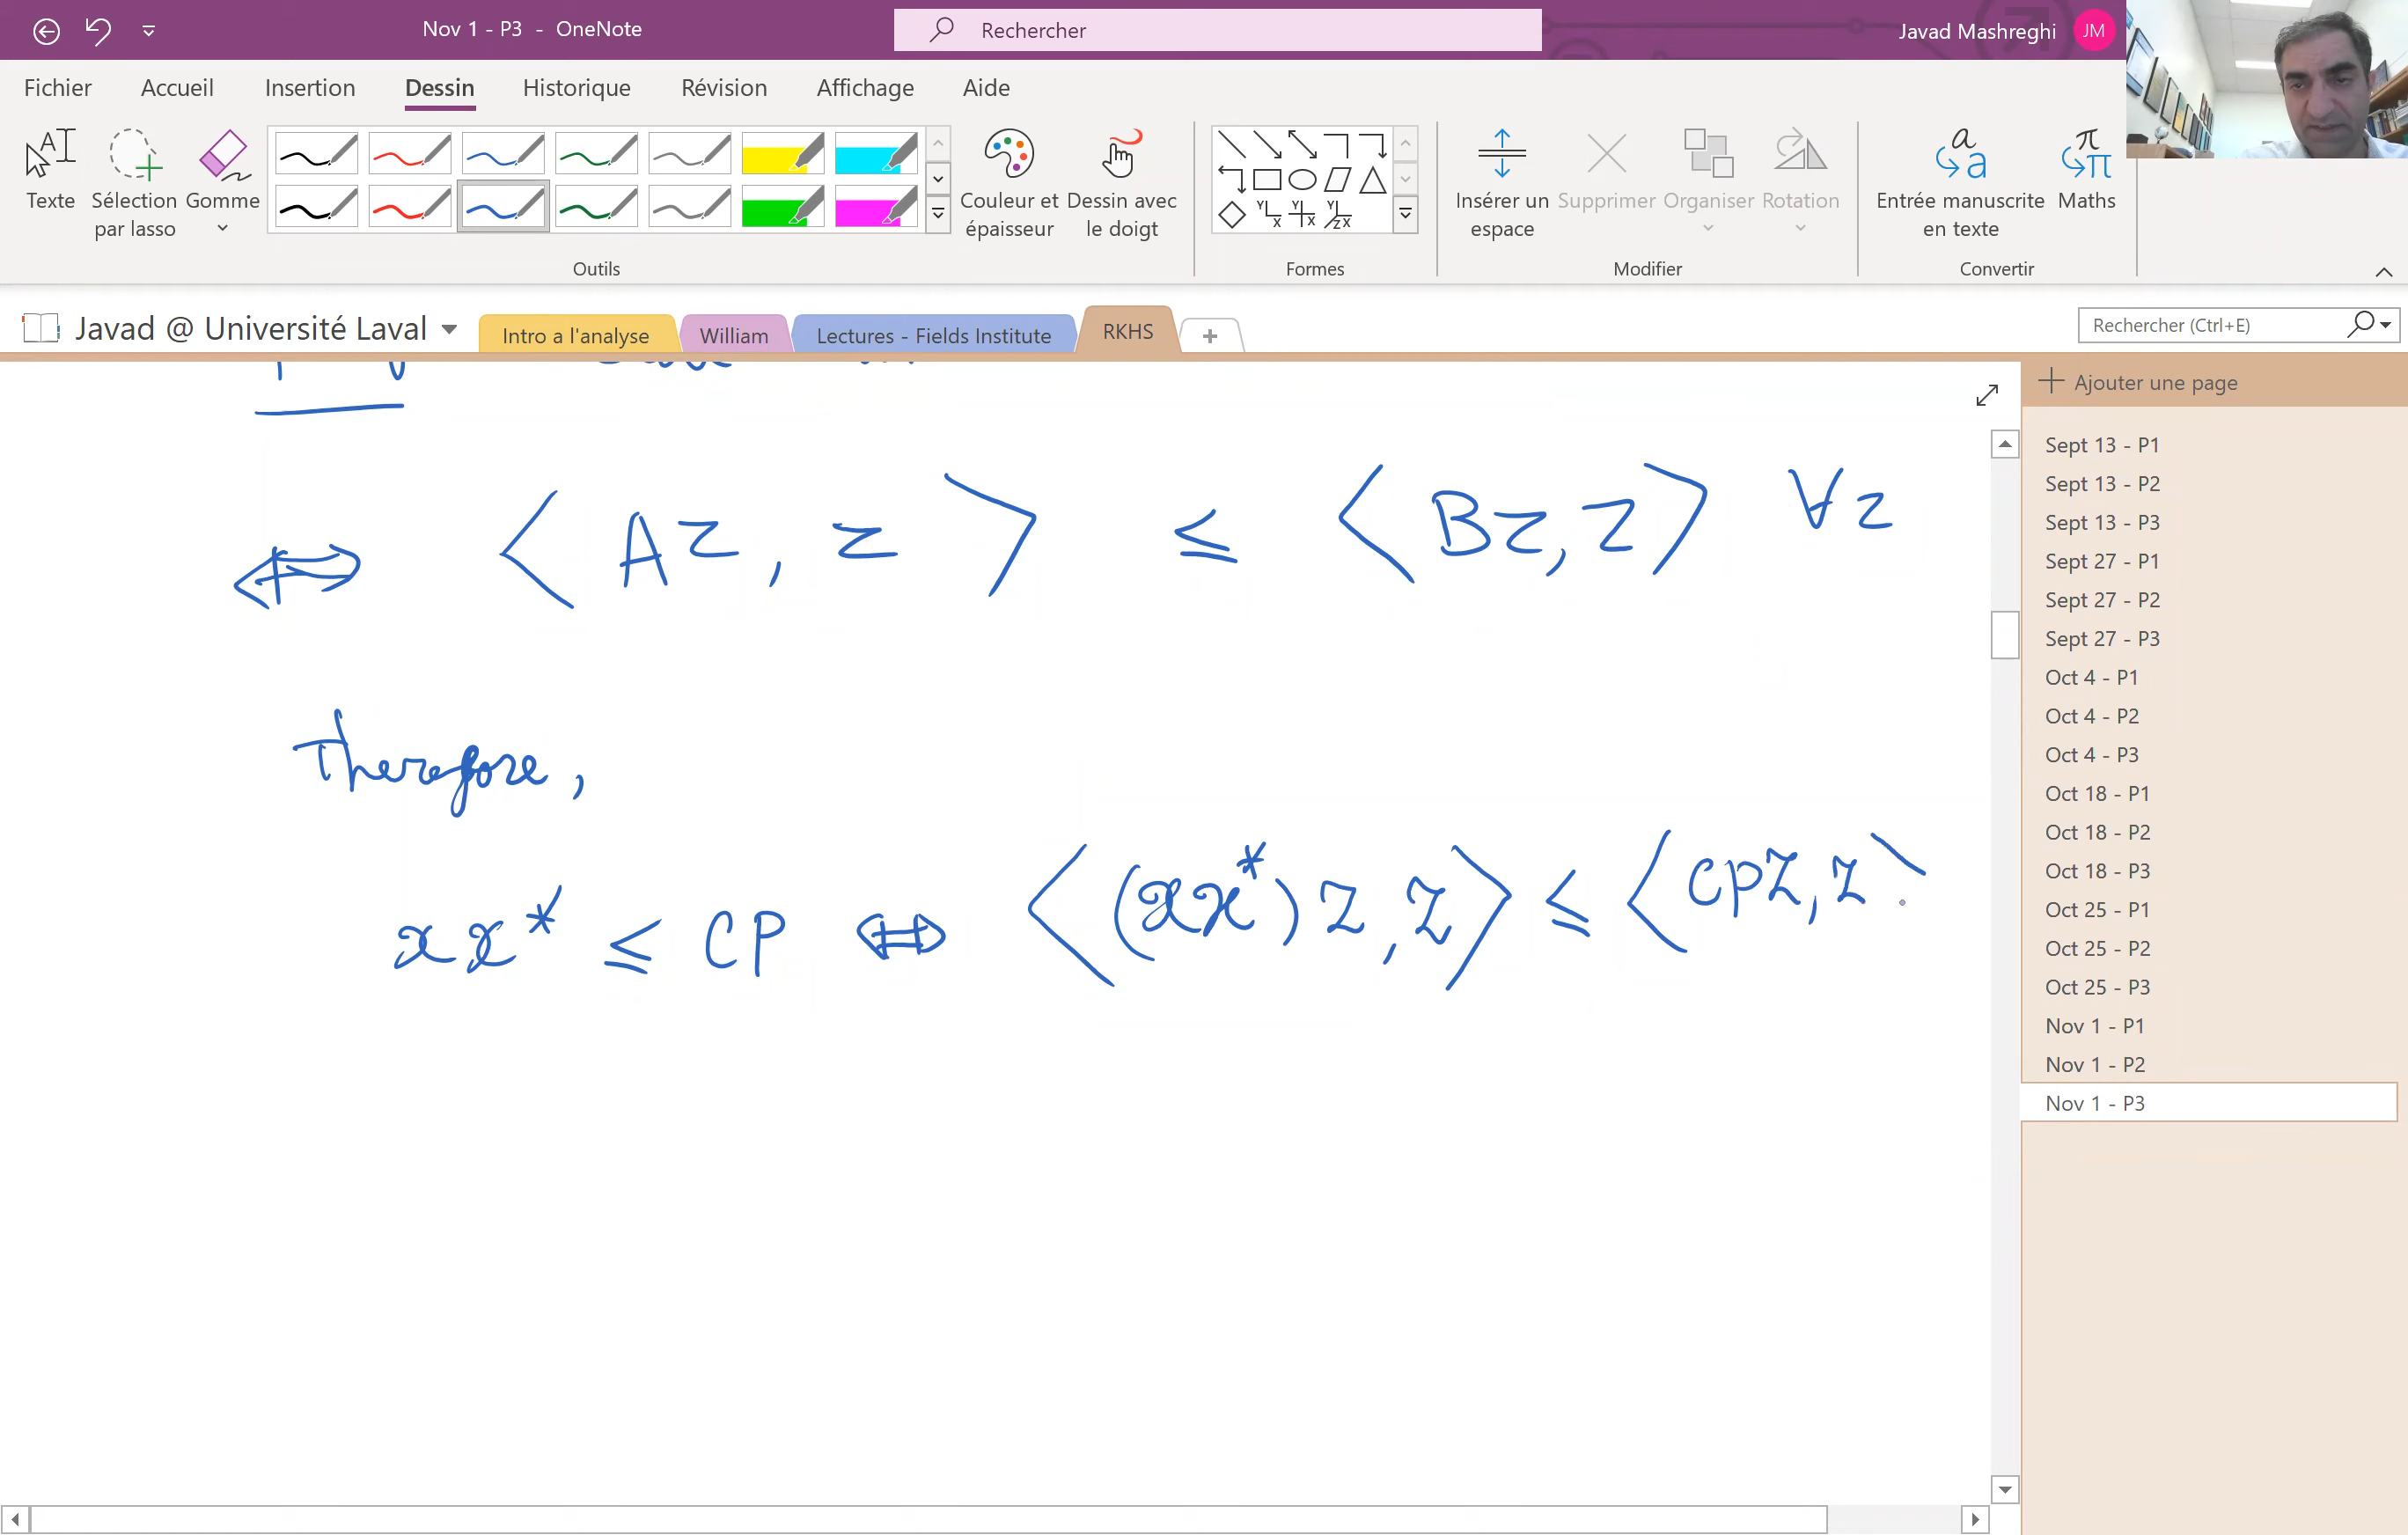 Nov 1 - P3 - OneNote
Rechercher
Javad Mashreghi JM
Fichier Accueil Insertion Dessin Historique Révision Affichage Aide
Texte
Sélection par lasso
Gomme
Couleur et épaisseur
Dessin avec le doigt
Insérer un espace
Supprimer
Organiser
Rotation
Entrée manuscrite en texte
Maths
Outils Formes Modifier Convertir
Javad @ Université Laval
Intro a l'analyse William Lectures - Fields Institute RKHS +
Rechercher (Ctrl+E)
Ajouter une page
Sept 13 - P1
Sept 13 - P2
Sept 13 - P3
Sept 27 - P1
Sept 27 - P2
Sept 27 - P3
Oct 4 - P1
Oct 4 - P2
Oct 4 - P3
Oct 18 - P1
Oct 18 - P2
Oct 18 - P3
Oct 25 - P1
Oct 25 - P2
Oct 25 - P3
Nov 1 - P1
Nov 1 - P2
Nov 1 - P3
⇔ ⟨Az, z⟩ ≤ ⟨Bz, z⟩ ∀z
Therefore,
xx* ≤ CP ⇔ ⟨(xx*)z, z⟩ ≤ ⟨CPz, z